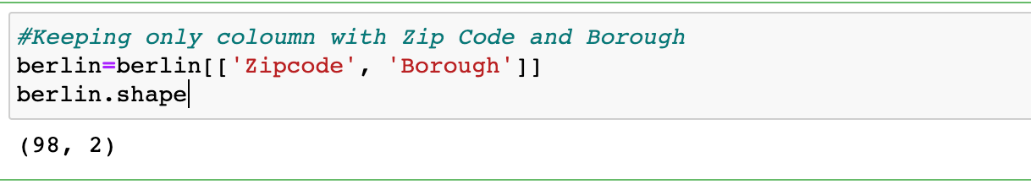 #Keeping only coloumn with Zip Code and Borough
berlin=berlin[['Zipcode', 'Borough']]
berlin.shape
(98, 2)